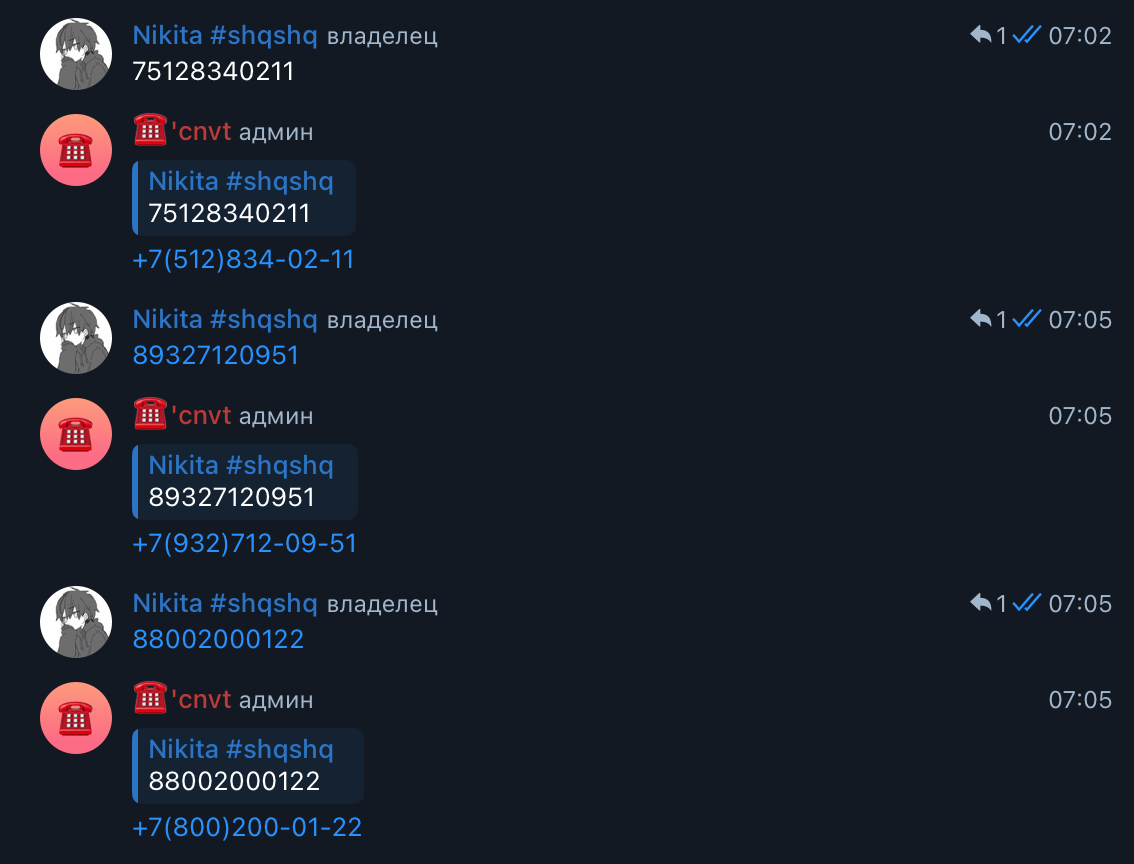 Nikita #shqshq владелец 1 07:02
75128340211
☎️'cnvt админ 07:02
Nikita #shqshq
75128340211
+7(512)834-02-11
Nikita #shqshq владелец 1 07:05
89327120951
☎️'cnvt админ 07:05
Nikita #shqshq
89327120951
+7(932)712-09-51
Nikita #shqshq владелец 1 07:05
88002000122
☎️'cnvt админ 07:05
Nikita #shqshq
88002000122
+7(800)200-01-22